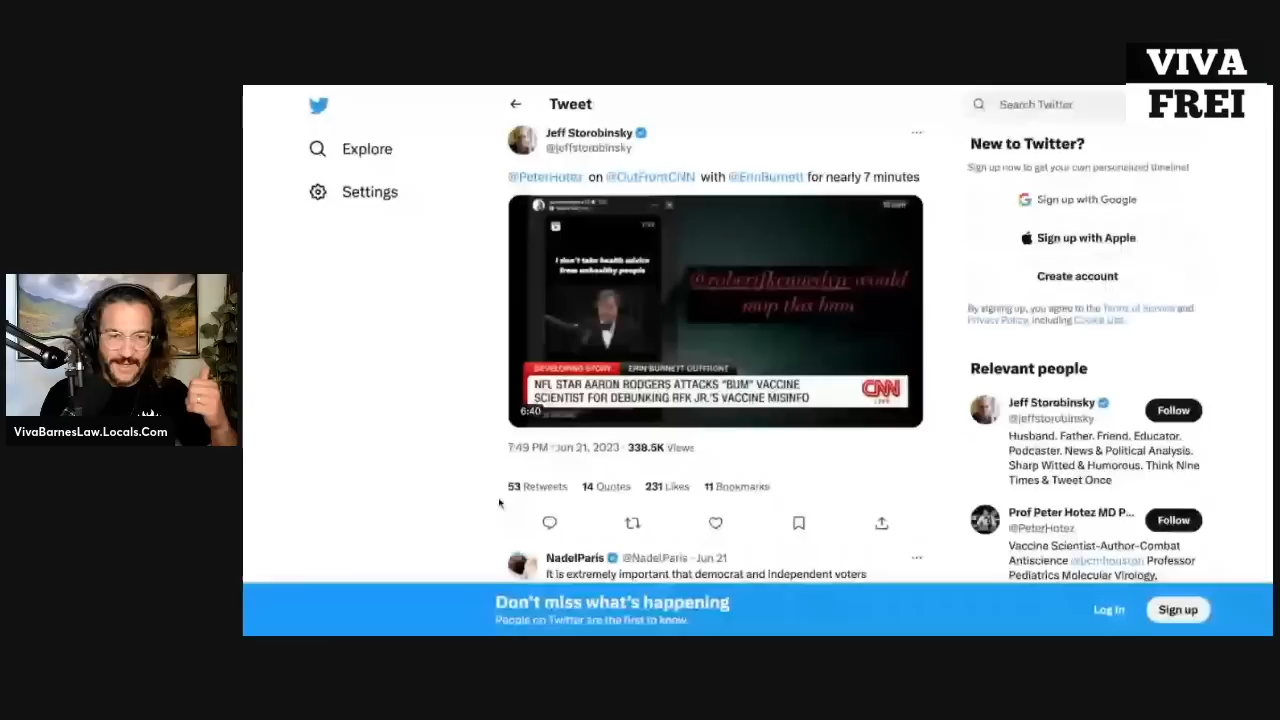 VIVA
FREI
Explore
Settings
Tweet
Jeff Storobinsky
@jeffstorobinsky
@PeterHotez on @OutFrontCNN with @ErinBurnett for nearly 7 minutes
I don't take health advice
from unhealthy people
@robertfkennedyjr would
mop this bum
DEVELOPING STORY ERIN BURNETT OUTFRONT
NFL STAR AARON RODGERS ATTACKS "BUM" VACCINE
SCIENTIST FOR DEBUNKING RFK JR.'S VACCINE MISINFO
CNN
LIVE
6:40
7:49 PM · Jun 21, 2023 · 338.5K Views
53 Retweets 14 Quotes 231 Likes 11 Bookmarks
NadelParis @NadelParis · Jun 21
It is extremely important that democrat and independent voters
Search Twitter
New to Twitter?
Sign up now to get your own personalized timeline!
Sign up with Google
Sign up with Apple
Create account
By signing up, you agree to the Terms of Service and
Privacy Policy, including Cookie Use.
Relevant people
Jeff Storobinsky
@jeffstorobinsky
Follow
Husband. Father. Friend. Educator.
Podcaster. News & Political Analysis.
Sharp Witted & Humorous. Think Nine
Times & Tweet Once
Prof Peter Hotez MD P...
@PeterHotez
Follow
Vaccine Scientist-Author-Combat
Antiscience @bcmhouston Professor
Pediatrics Molecular Virology,
Don't miss what's happening
People on Twitter are the first to know.
Log in
Sign up
VivaBarnesLaw.Locals.Com